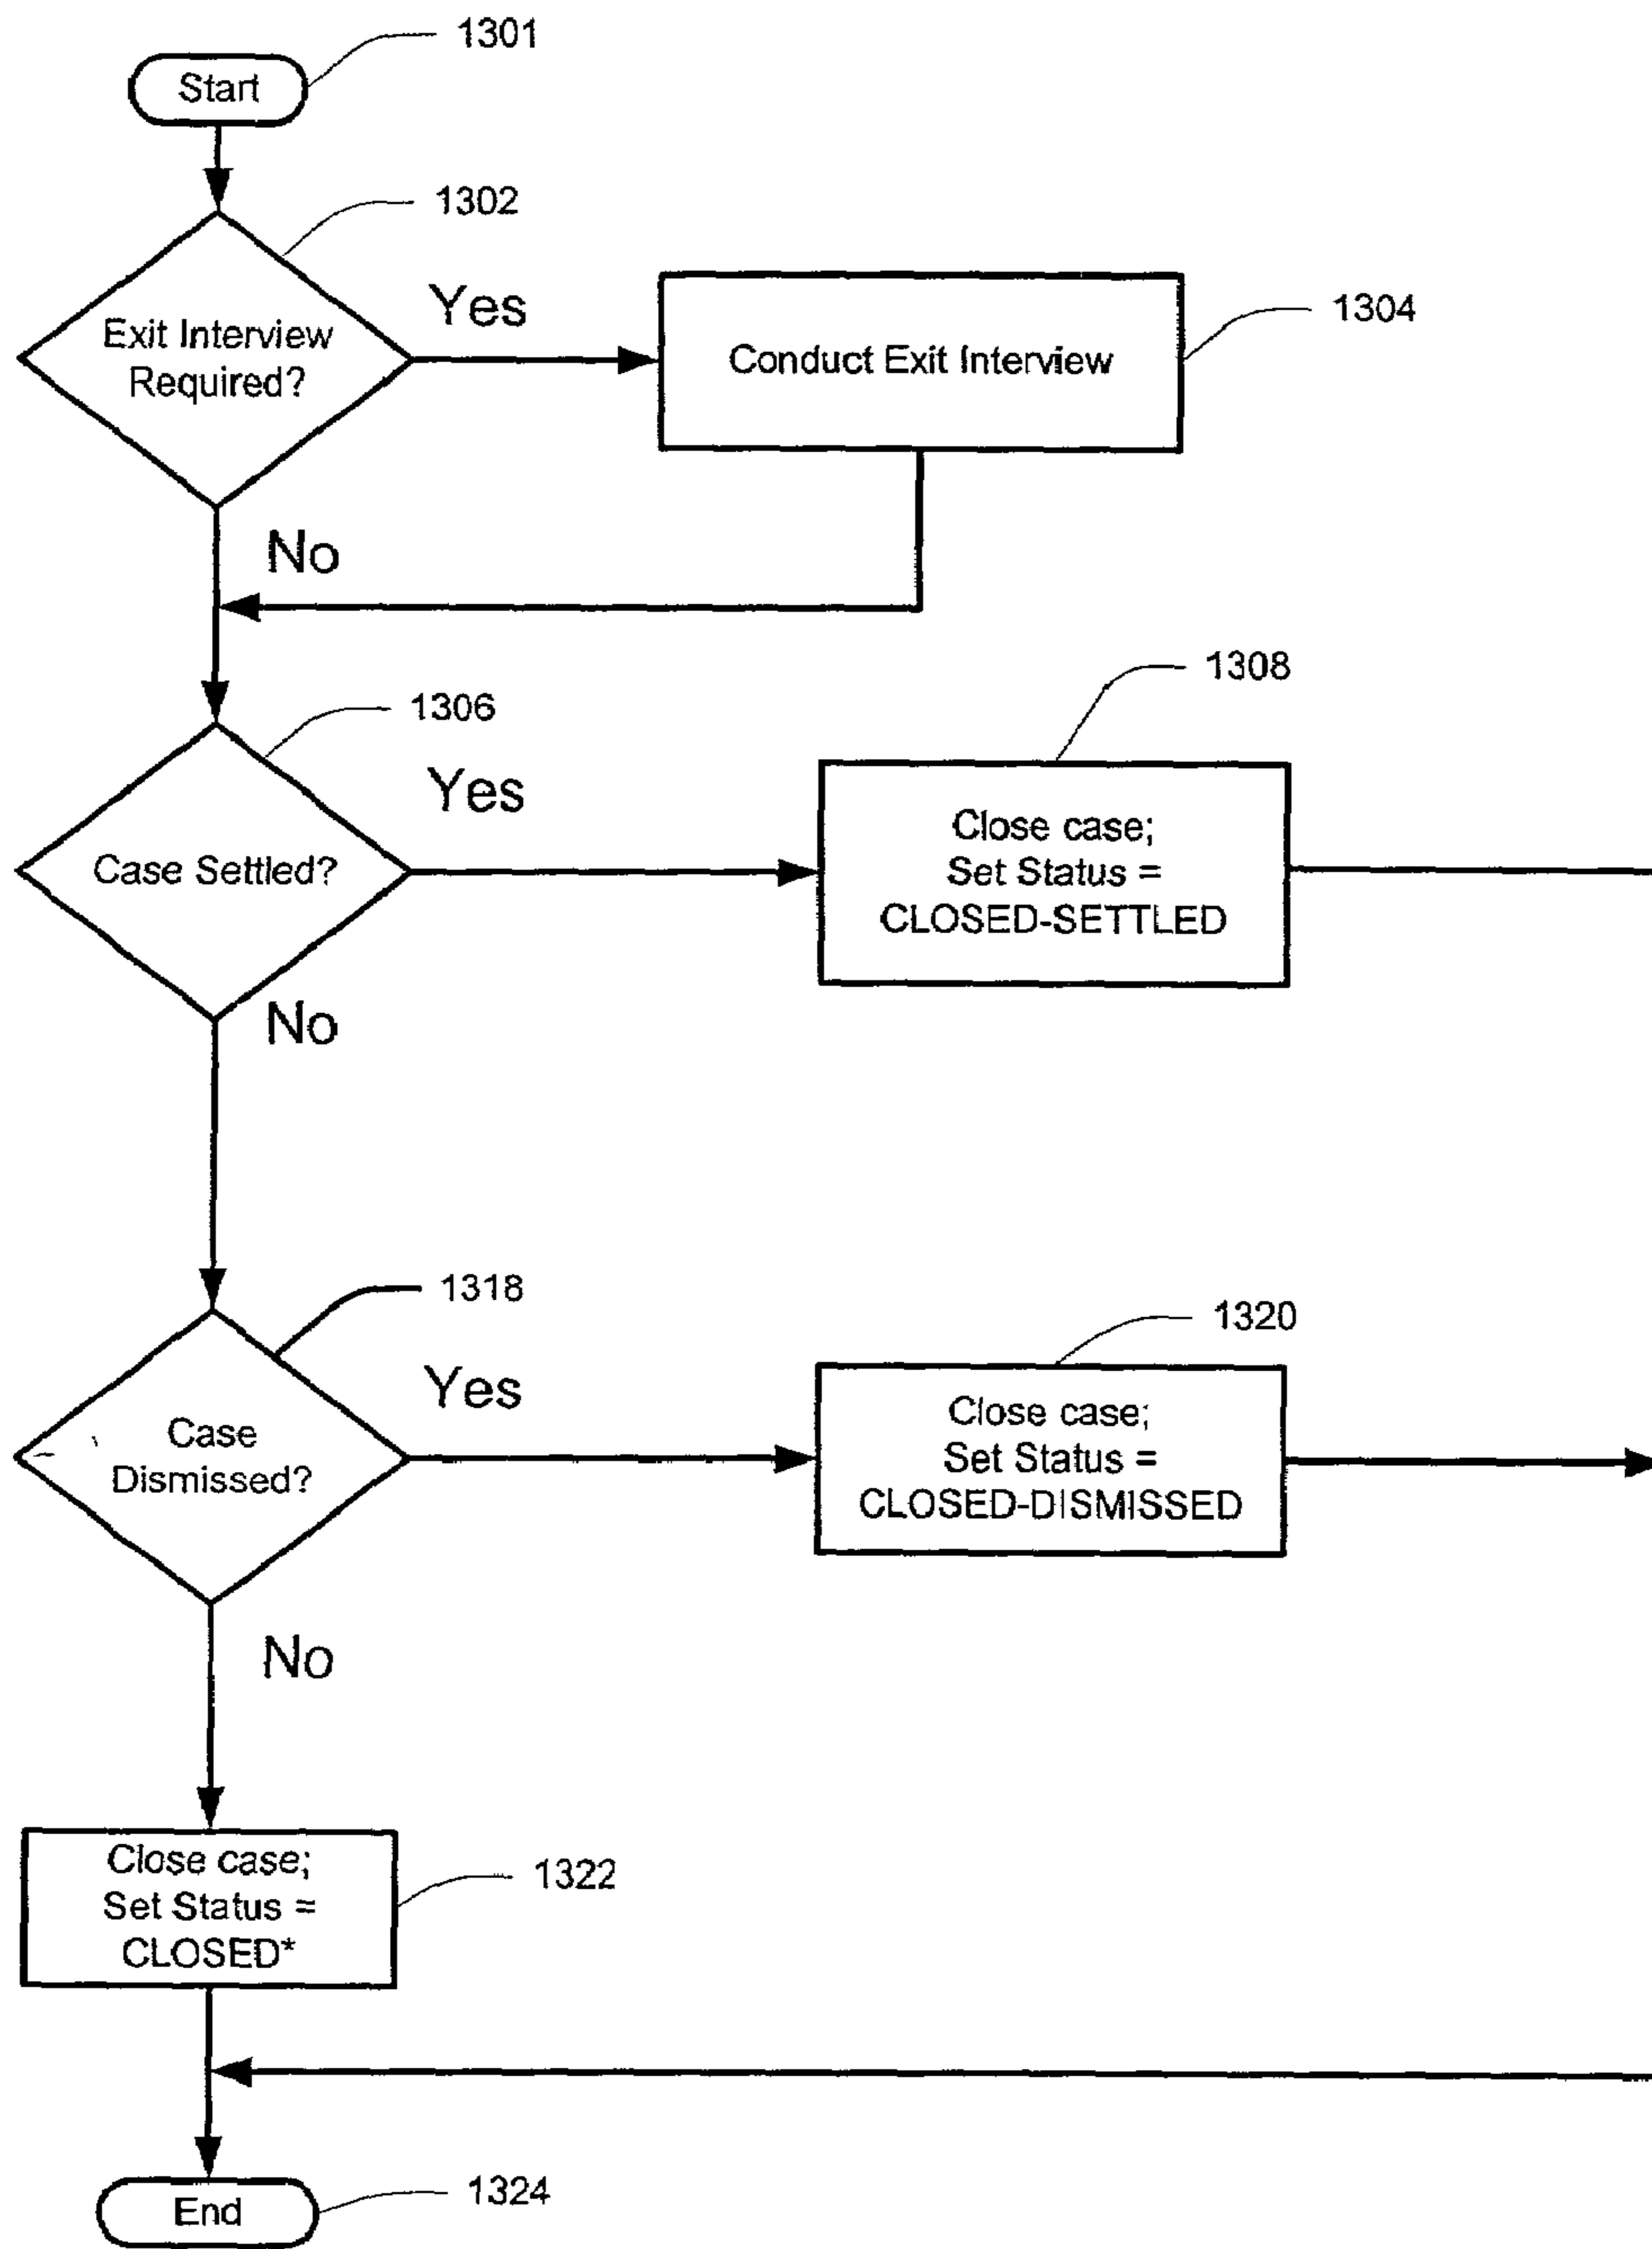 1301
Start
1302
Yes
1304
Exit Interview
Required?
Conduct Exit Interview
No
1308
1306
Yes
Close case;
Set Status =
CLOSED-SETTLED
Case Settled?
No
1318
1320
Yes
Close case;
Set Status =
CLOSED-DISMISSED
Case
Dismissed?
No
Close case;
Set Status =
CLOSED*
1322
1324
End